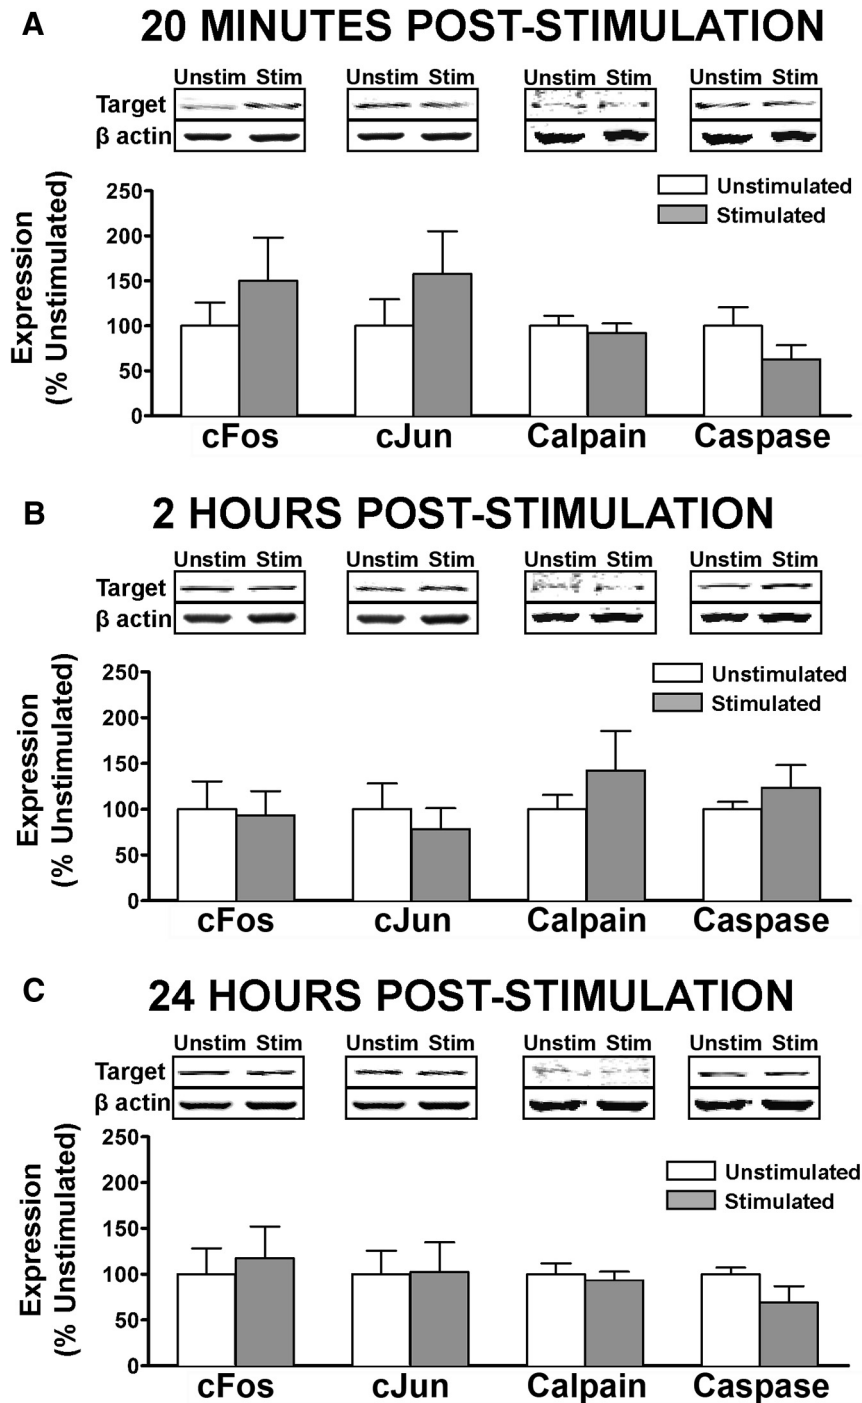 A 20 MINUTES POST-STIMULATION
Unstim Stim Unstim Stim Unstim Stim Unstim Stim
Target
β actin
Expression
(% Unstimulated)
250
200
150
100
50
0
Unstimulated
Stimulated
cFos cJun Calpain Caspase
B 2 HOURS POST-STIMULATION
Unstim Stim Unstim Stim Unstim Stim Unstim Stim
Target
β actin
Expression
(% Unstimulated)
250
200
150
100
50
0
Unstimulated
Stimulated
cFos cJun Calpain Caspase
C 24 HOURS POST-STIMULATION
Unstim Stim Unstim Stim Unstim Stim Unstim Stim
Target
β actin
Expression
(% Unstimulated)
250
200
150
100
50
0
Unstimulated
Stimulated
cFos cJun Calpain Caspase